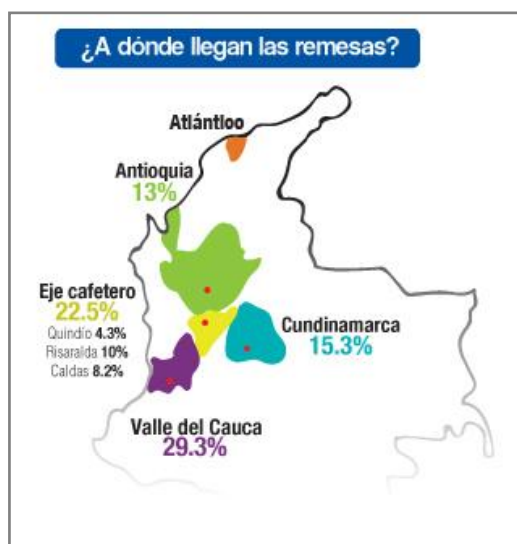 ¿A dónde llegan las remesas?
Atlántloo
Antioquia
13%
Eje cafetero
22.5%
Quindío 4.3%
Risaralda 10%
Caldas 8.2%
Cundinamarca
15.3%
Valle del Cauca
29.3%